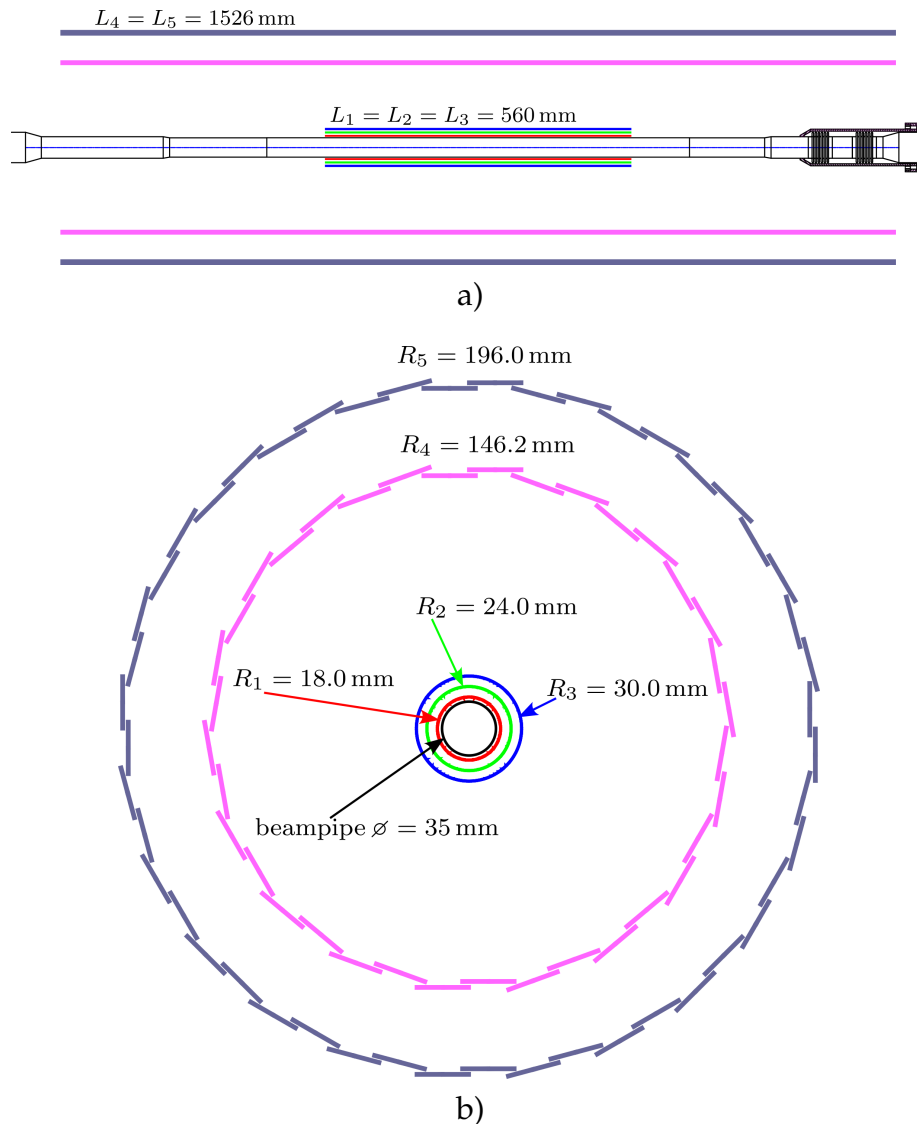 L₄ = L₅ = 1526 mm
L₁ = L₂ = L₃ = 560 mm
a)
R₅ = 196.0 mm
R₄ = 146.2 mm
R₂ = 24.0 mm
R₁ = 18.0 mm
R₃ = 30.0 mm
beampipe ⌀ = 35 mm
b)